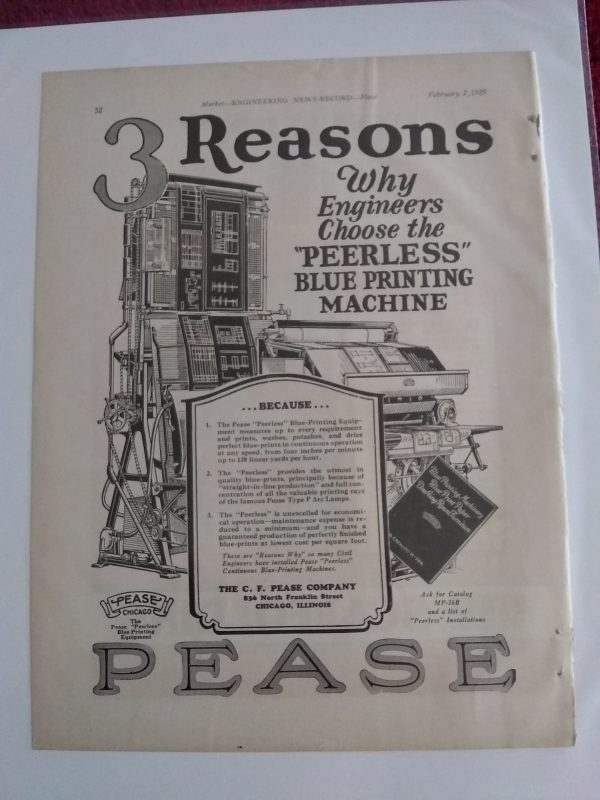 52
Market—ENGINEERING NEWS-RECORD—Place
February 7, 1929
3 Reasons
Why
Engineers
Choose the
"PEERLESS"
BLUE PRINTING
MACHINE
...BECAUSE...
1. The Pease "Peerless" Blue-Printing Equip-
ment measures up to every requirement
and prints, washes, potashes, and dries
perfect blue-prints in continuous operation
at any speed, from four inches per minute
up to 120 linear yards per hour.
2. The "Peerless" provides the utmost in
quality blue-prints, principally because of
"straight-in-line production" and full con-
centration of all the valuable printing rays
of the famous Pease Type P Arc Lamps.
3. The "Peerless" is unexcelled for economi-
cal operation—maintenance expense is re-
duced to a minimum—and you have a
guaranteed production of perfectly finished
blue-prints at lowest cost per square foot.
These are "Reasons Why" so many Civil
Engineers have installed Pease "Peerless"
Continuous Blue-Printing Machines.
THE C. F. PEASE COMPANY
836 North Franklin Street
CHICAGO, ILLINOIS
Blue Printing Machinery
Blue Print Paper
PEASE
CHICAGO
The
Pease "Peerless"
Blue Printing
Equipment
Ask for Catalog
MP-36B
and a list of
"Peerless" Installations
PEASE